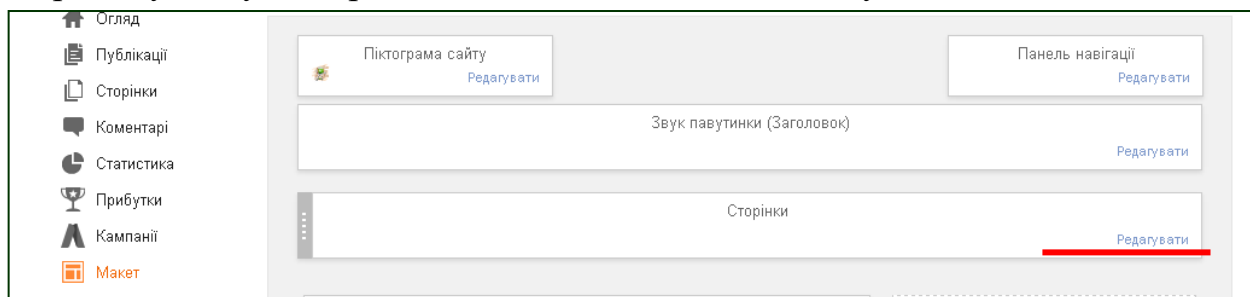 Огляд
Публікації
Сторінки
Коментарі
Статистика
Прибутки
Кампанії
Макет
Піктограма сайту
Редагувати
Панель навігації
Редагувати
Звук павутинки (Заголовок)
Редагувати
Сторінки
Редагувати